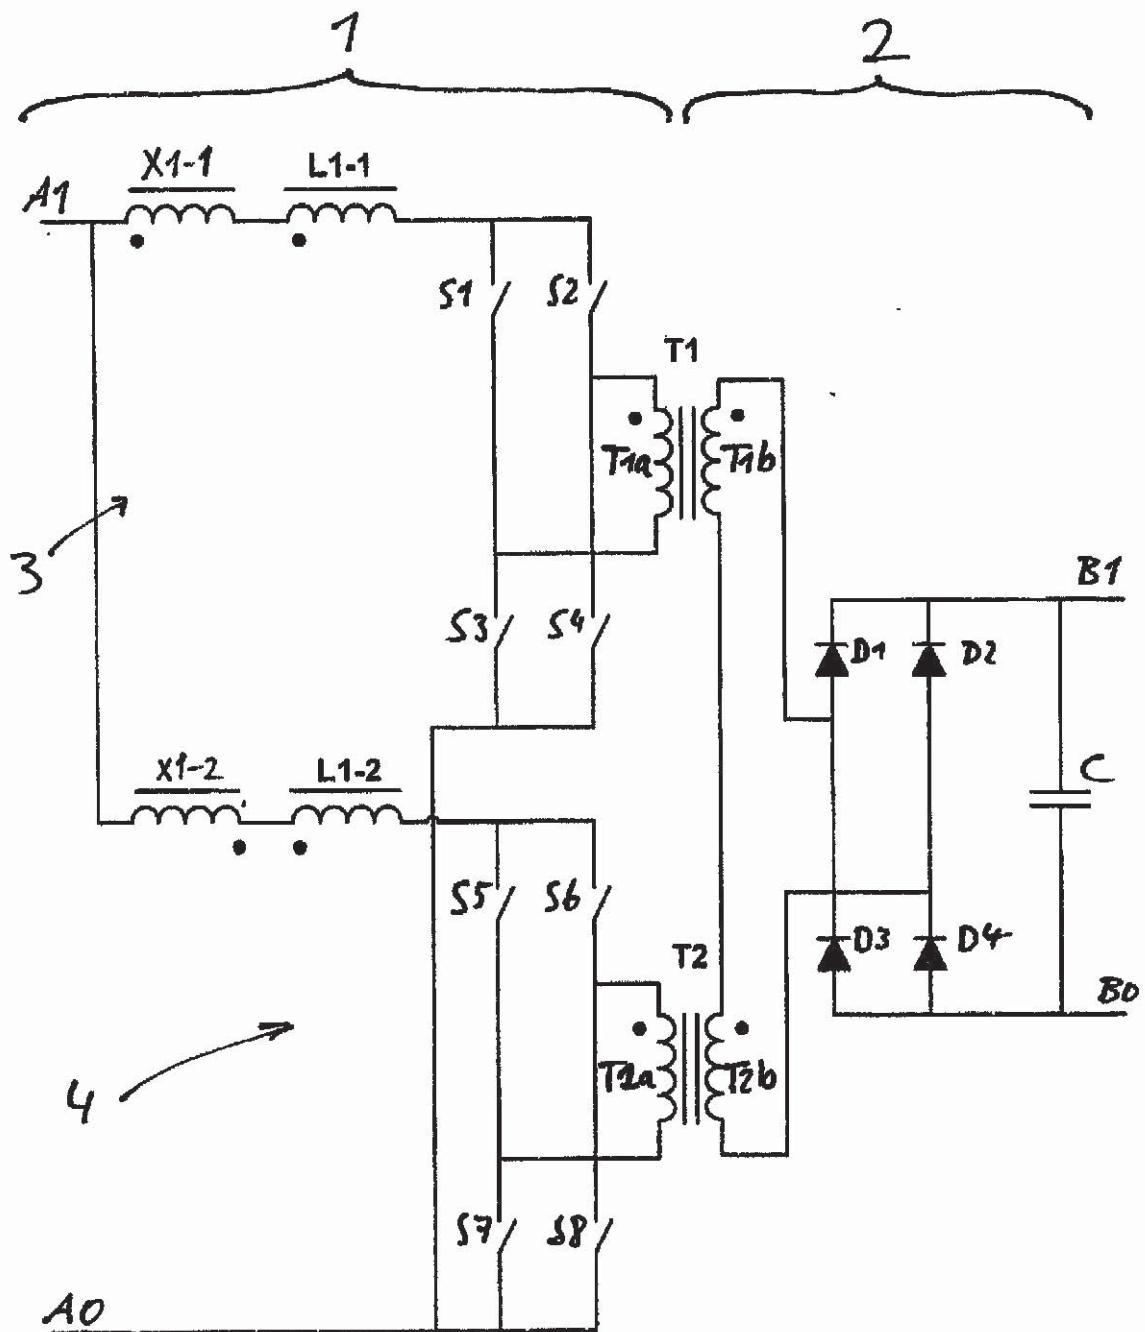 1 2
A1 X1-1 L1-1
S1 S2
T1
T1a T1b
3
B1
S3 S4
D1 D2
X1-2 L1-2
C
S5 S6
D3 D4
T2
B0
T2a T2b
4
S7 S8
A0